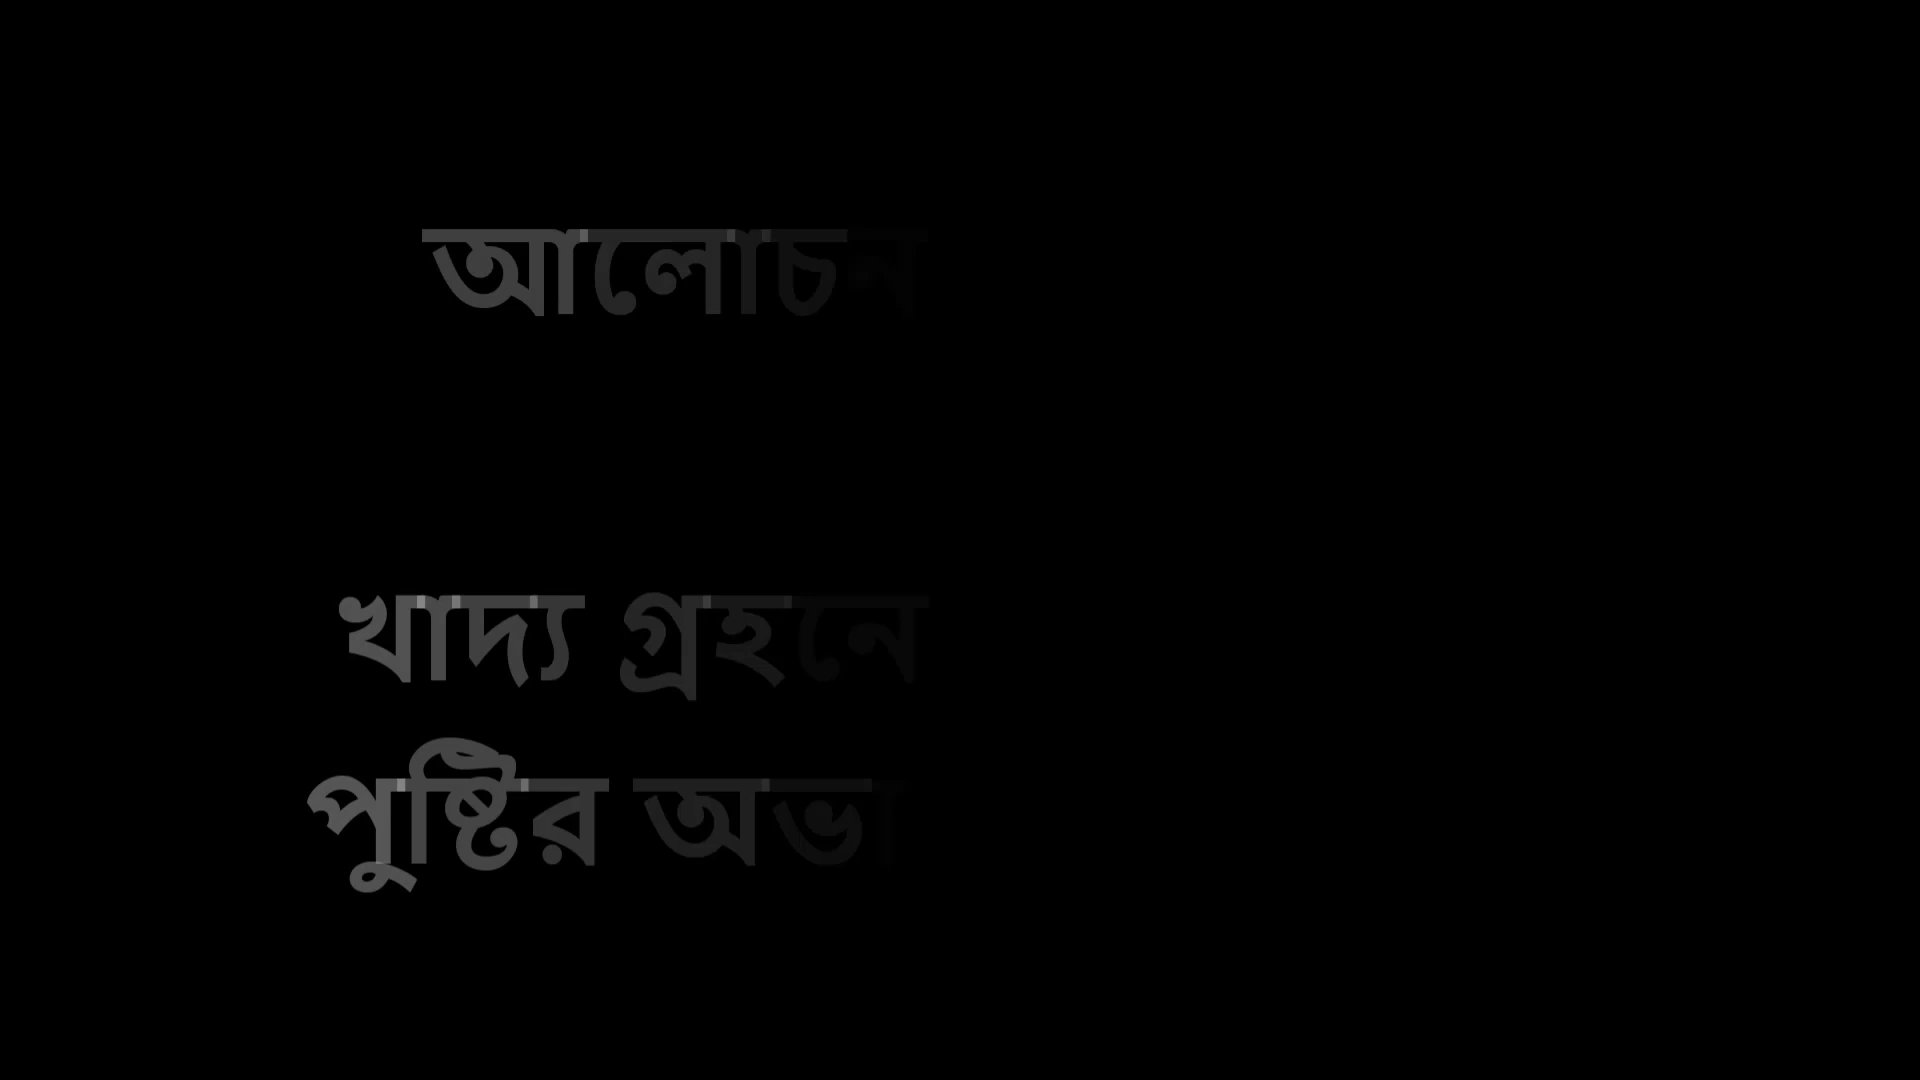 আলোচন
খাদ্য গ্রহনে
পুষ্টির অভা